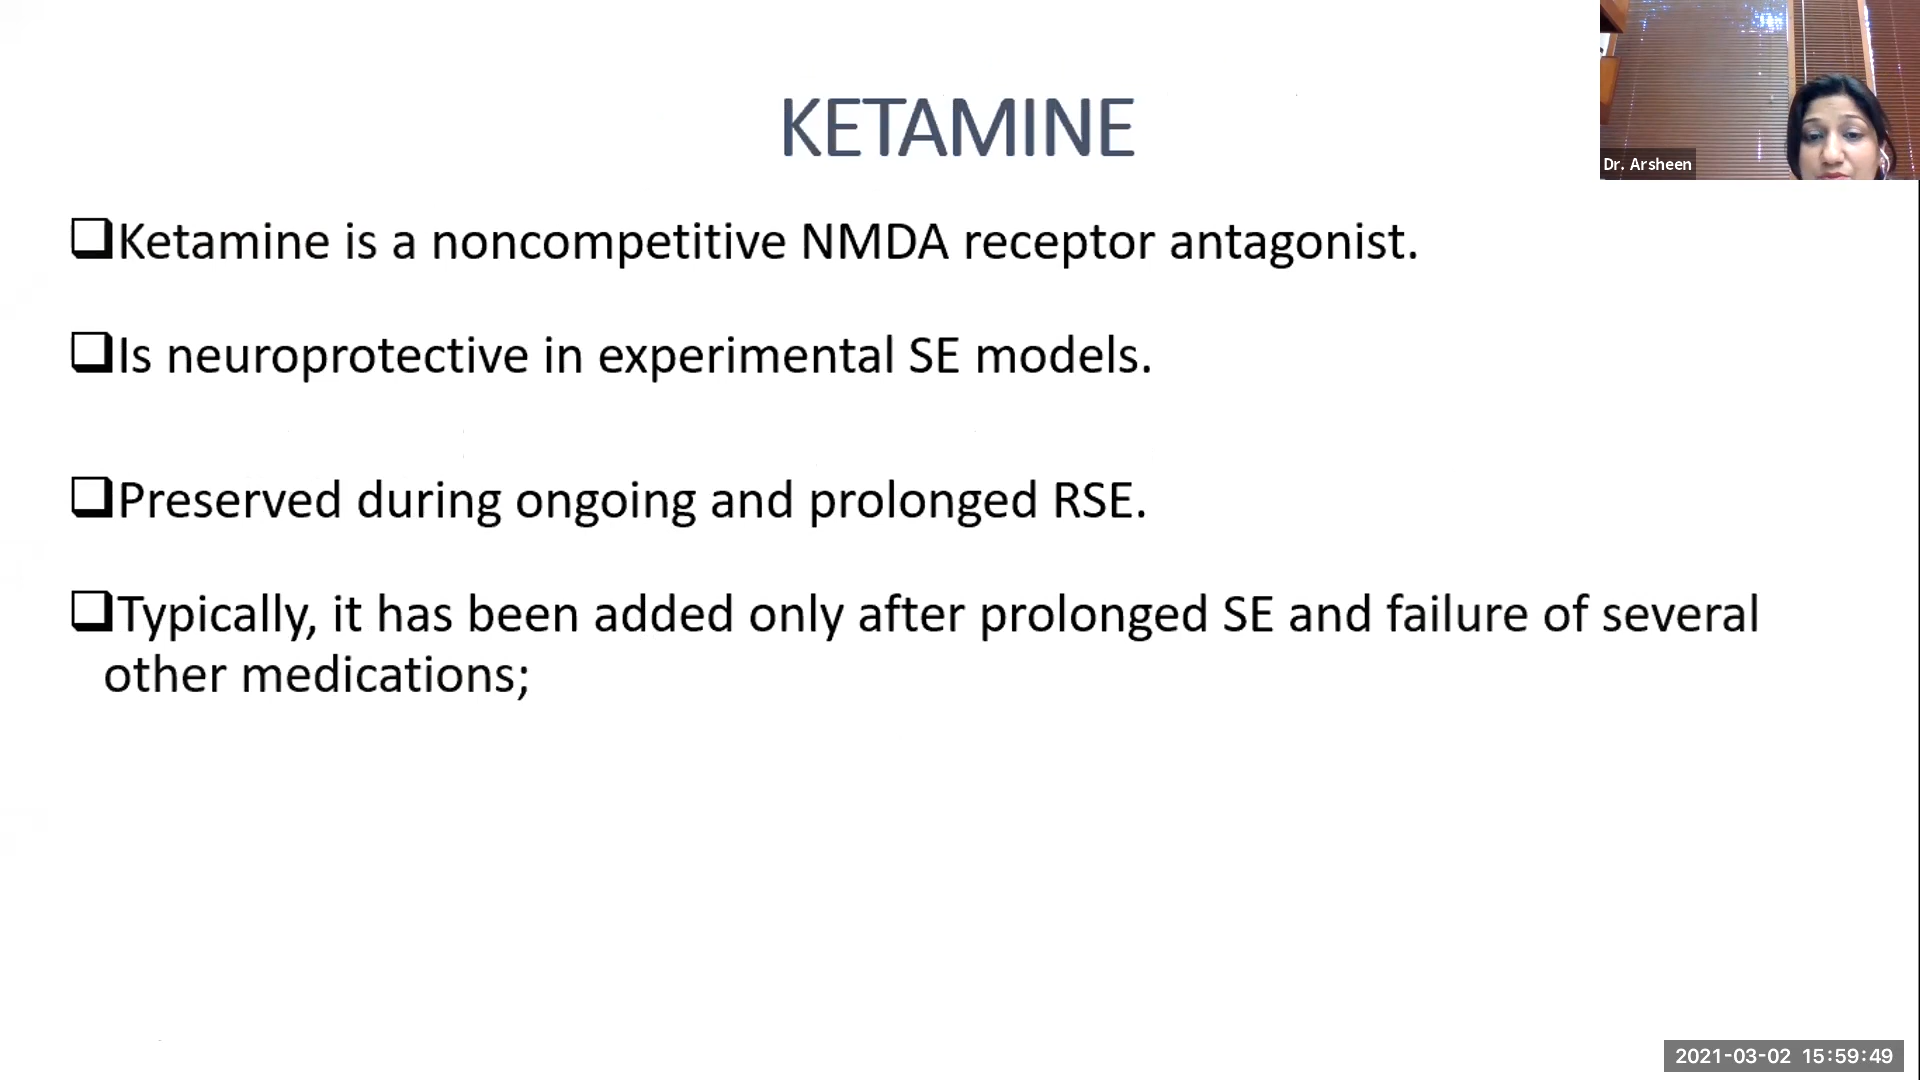 KETAMINE
Dr. Arsheen
Ketamine is a noncompetitive NMDA receptor antagonist.
Is neuroprotective in experimental SE models.
Preserved during ongoing and prolonged RSE.
Typically, it has been added only after prolonged SE and failure of several
other medications;
2021-03-02 15:59:49